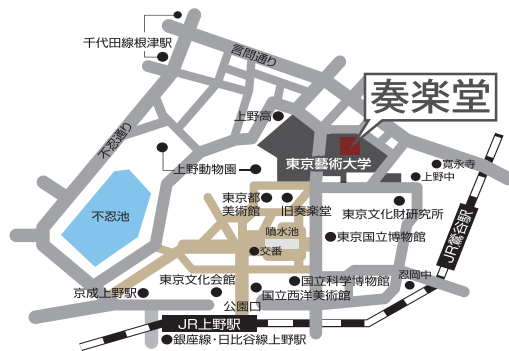 千代田線根津駅
言問通り
奏楽堂
上野高
不忍通り
東京藝術大学
上野動物園
寛永寺
上野中
東京都
美術館
旧奏楽堂
東京文化財研究所
不忍池
噴水池
東京国立博物館
JR鶯谷駅
交番
忍岡中
東京文化会館
国立科学博物館
京成上野駅
国立西洋美術館
公園口
JR上野駅
銀座線・日比谷線上野駅